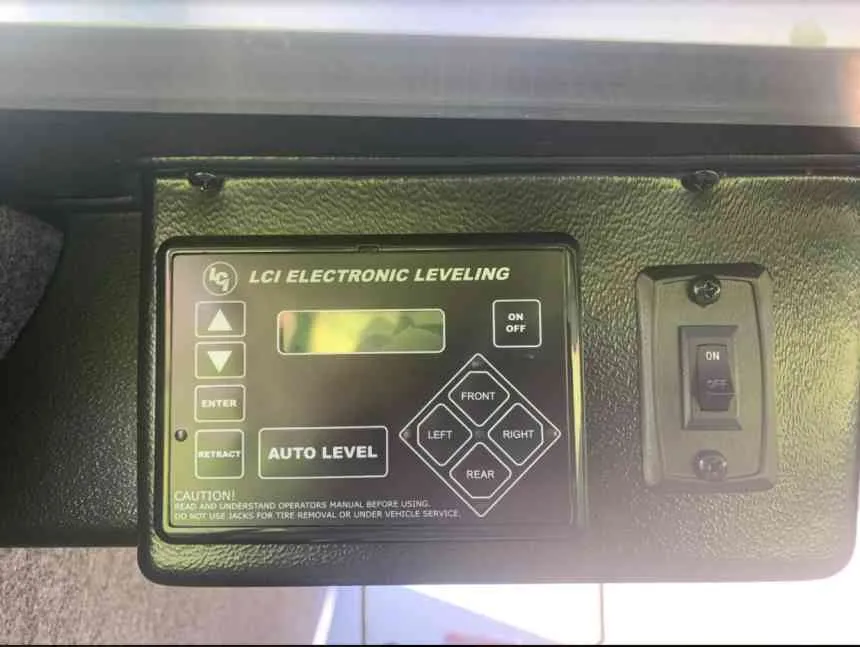 LCI LCI ELECTRONIC LEVELING
ON
OFF
ENTER
RETRACT
AUTO LEVEL
FRONT
LEFT
RIGHT
REAR
CAUTION!
READ AND UNDERSTAND OPERATORS MANUAL BEFORE USING.
DO NOT USE JACKS FOR TIRE REMOVAL OR UNDER VEHICLE SERVICE.
ON
OFF